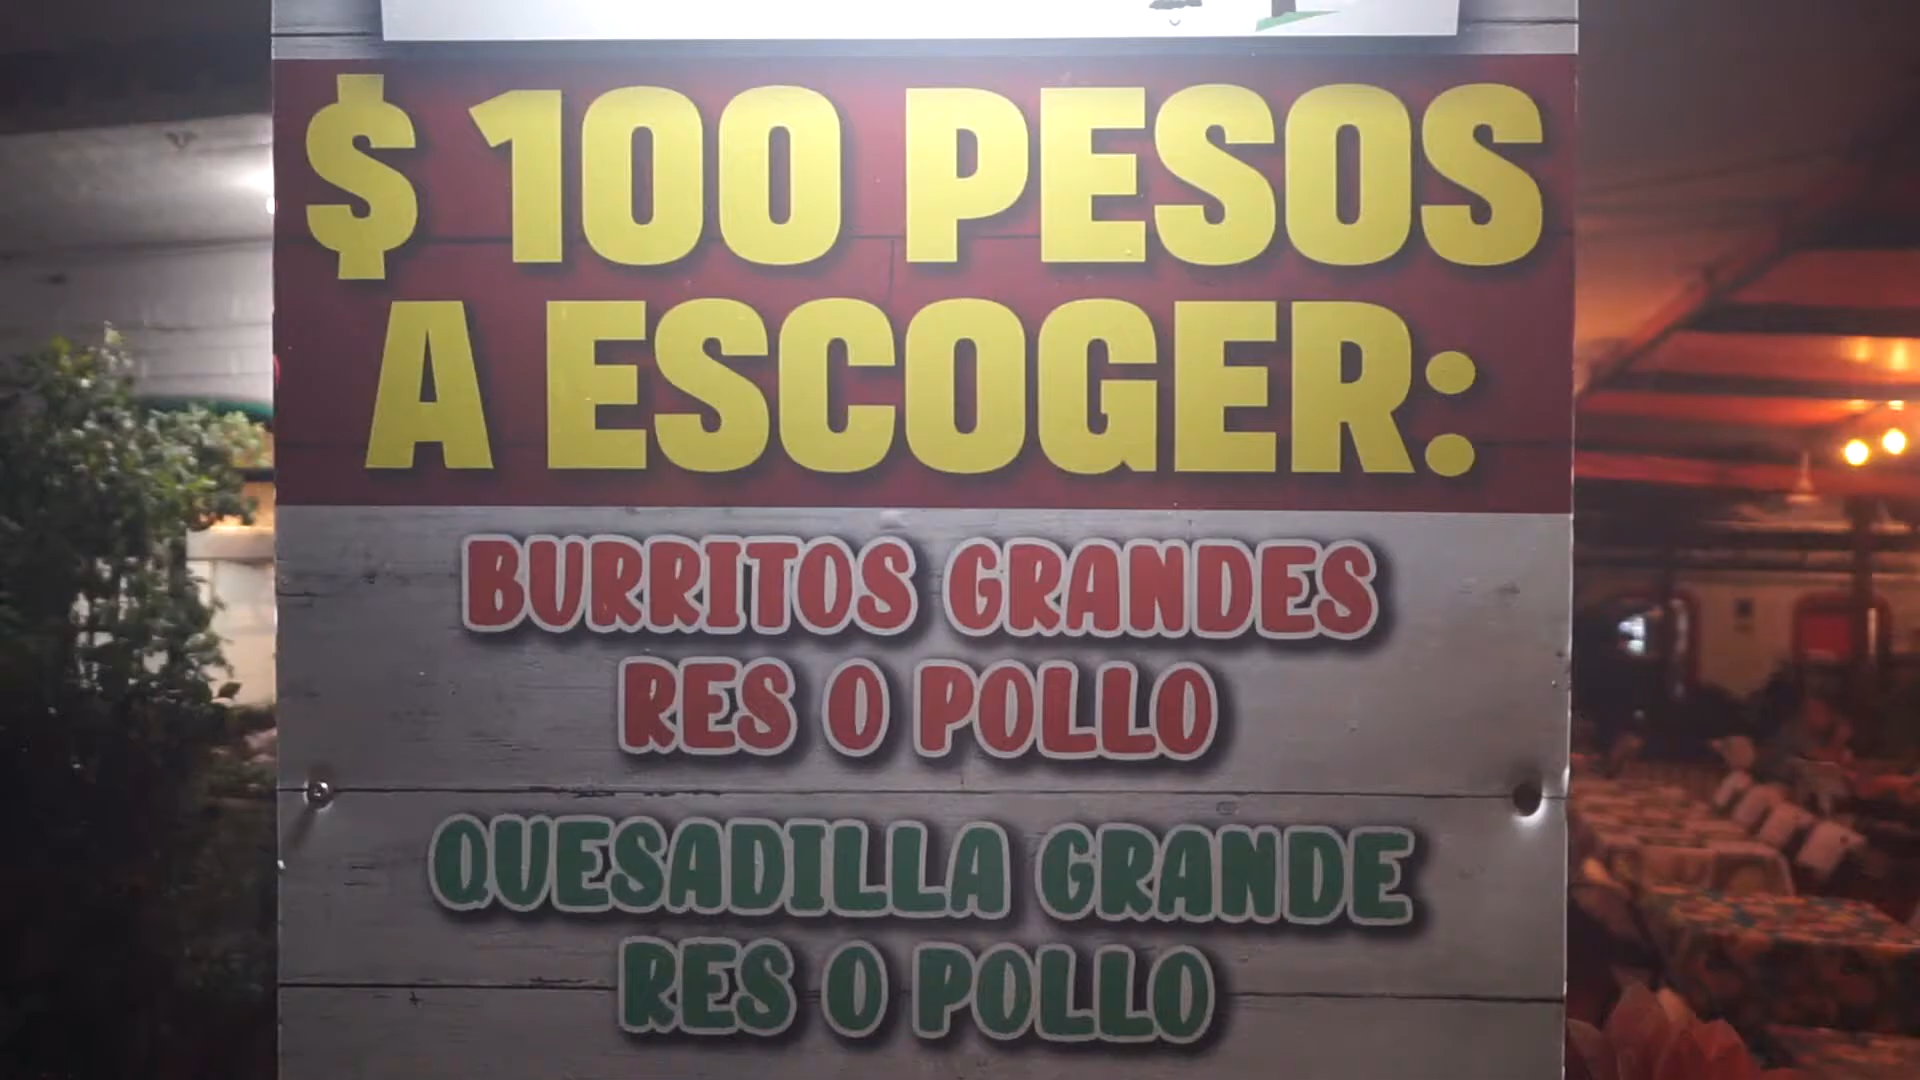 $ 100 PESOS
A ESCOGER:
BURRITOS GRANDES
RES O POLLO
QUESADILLA GRANDE
RES O POLLO